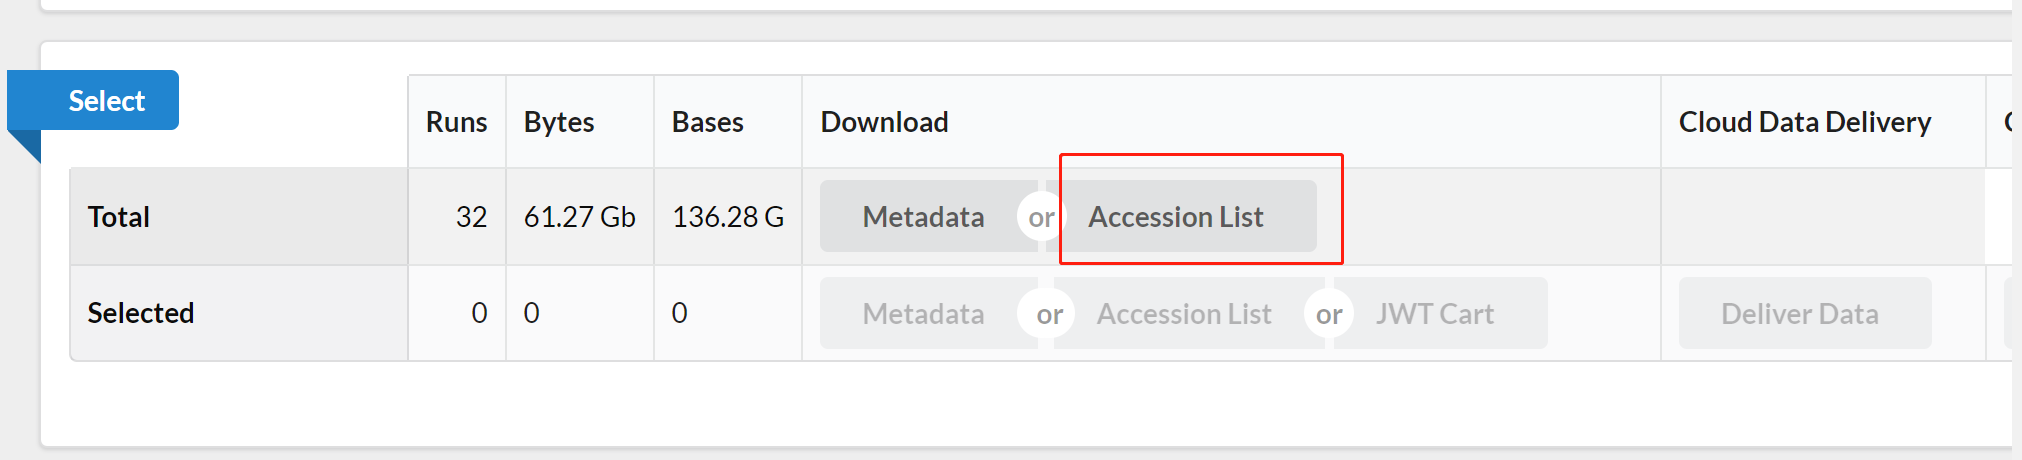 Select
Runs Bytes Bases Download Cloud Data Delivery
Total 32 61.27 Gb 136.28 G Metadata or Accession List
Selected 0 0 0 Metadata or Accession List or JWT Cart Deliver Data